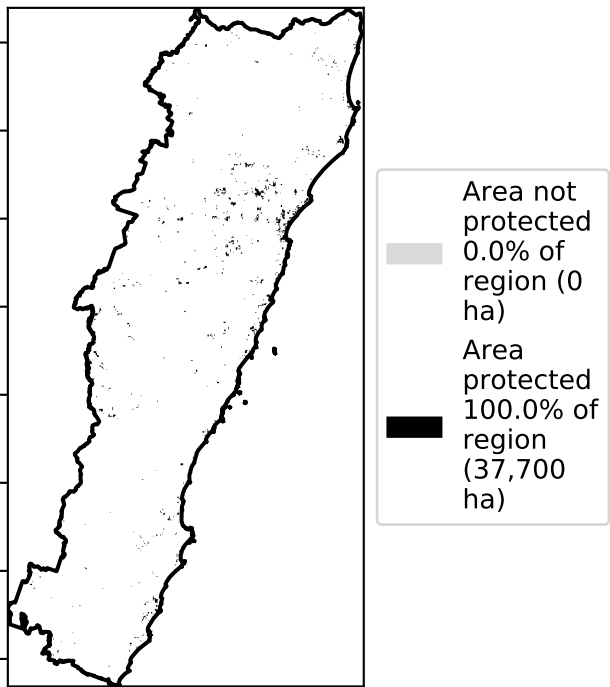 Area not
protected
0.0% of
region (0
ha)
Area
protected
100.0% of
region
(37,700
ha)